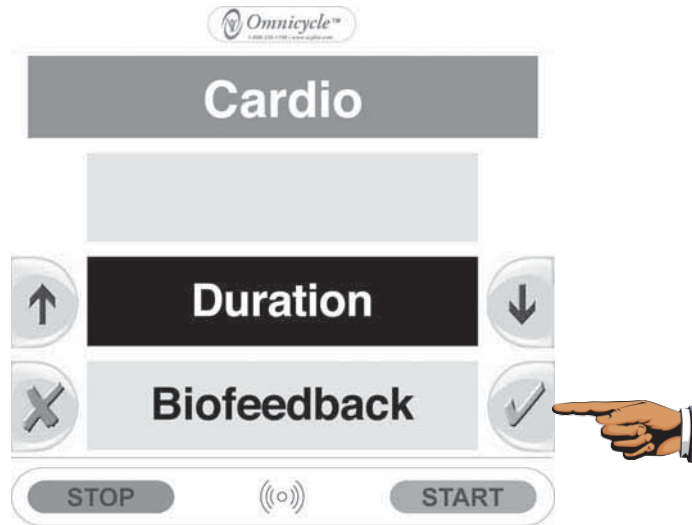 Omnicycle™
Cardio
Duration
Biofeedback
STOP
START